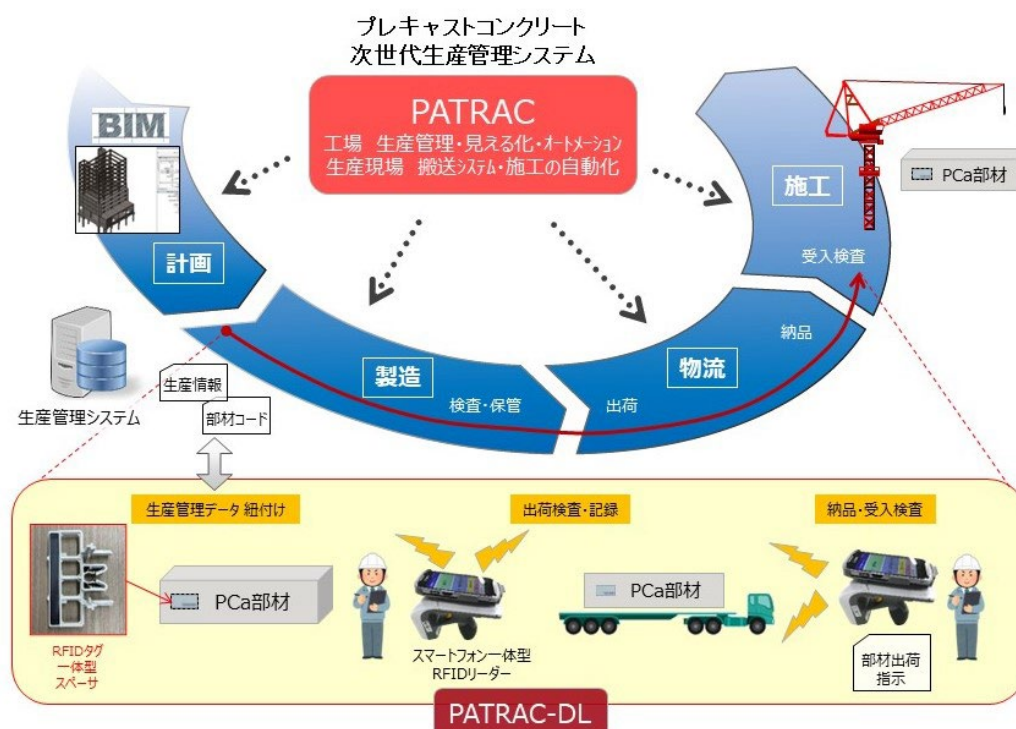 プレキャストコンクリート
次世代生産管理システム
PATRAC
工場 生産管理・見える化・オートメーション
生産現場 搬送システム・施工の自動化
BIM
計画
施工
PCa部材
受入検査
納品
物流
出荷
製造
検査・保管
生産管理システム
生産情報
部材コード
生産管理データ 紐付け
出荷検査・記録
納品・受入検査
PCa部材
PCa部材
RFIDタグ
一体型
スペーサ
スマートフォン一体型
RFIDリーダー
部材出荷
指示
PATRAC-DL